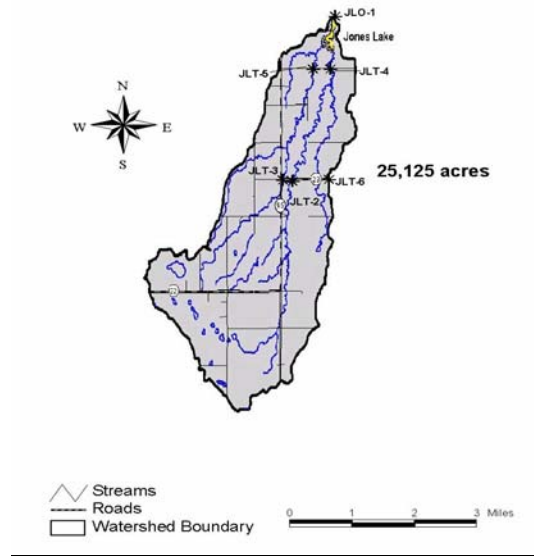 JLO-1
Jones Lake
JLT-5
JLT-4
N
W E
S
JLT-3
JLT-6
25,125 acres
JLT-2
Streams
Roads
Watershed Boundary
0 1 2 3 Miles